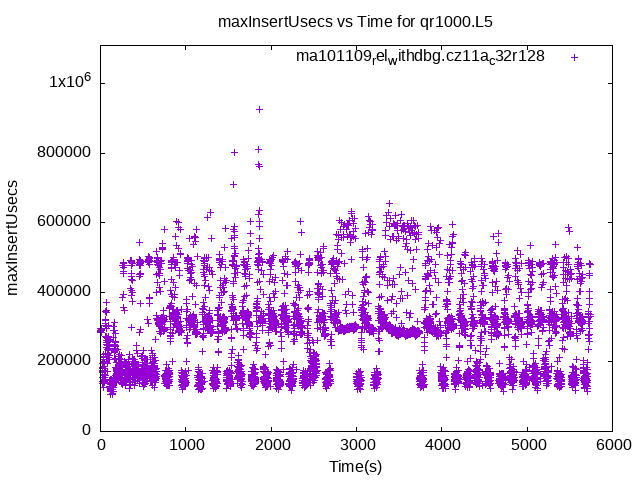 maxInsertUsecs vs Time for qr1000.L5
ma101109relwithdbg.cz11ac32r128
1x10^6
800000
600000
400000
200000
0
maxInsertUsecs
0 1000 2000 3000 4000 5000 6000
Time(s)